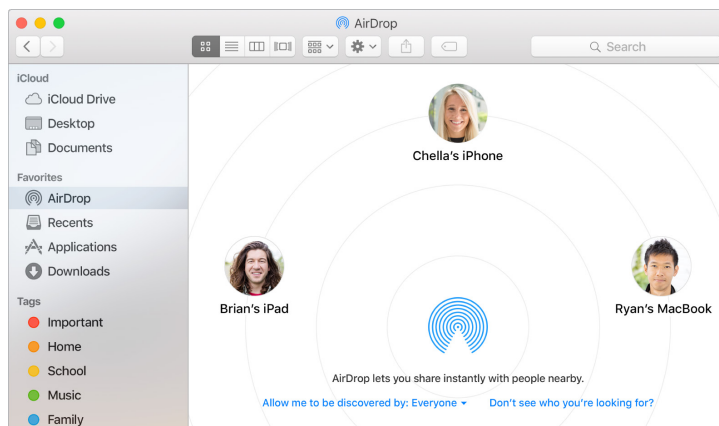 AirDrop
Search
iCloud
iCloud Drive
Desktop
Documents
Favorites
AirDrop
Recents
Applications
Downloads
Tags
Important
Home
School
Music
Family
Chella's iPhone
Brian's iPad
Ryan's MacBook
AirDrop lets you share instantly with people nearby.
Allow me to be discovered by: Everyone
Don't see who you're looking for?